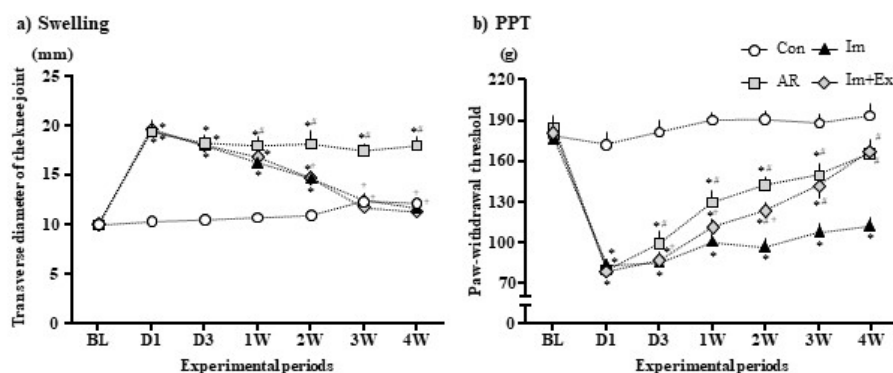 a) Swelling
(mm)
Transverse diameter of the knee joint
25
20
15
10
5
0
BL D1 D3 1W 2W 3W 4W
Experimental periods
b) PPT
(g)
Con Im
AR Im+Ex
Paw-withdrawal threshold
220
190
160
130
100
70
0
BL D1 D3 1W 2W 3W 4W
Experimental periods